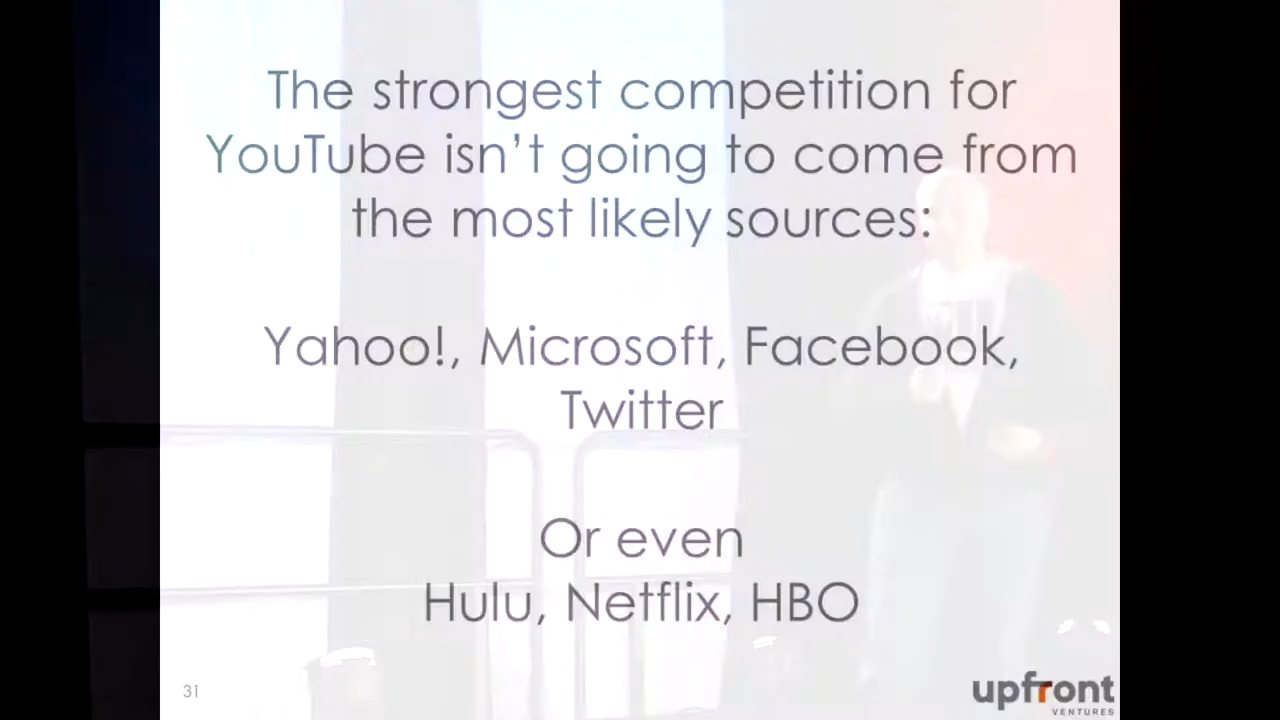 The strongest competition for
YouTube isn't going to come from
the most likely sources:
Yahoo!, Microsoft, Facebook,
Twitter
Or even
Hulu, Netflix, HBO
31
upfront
VENTURES